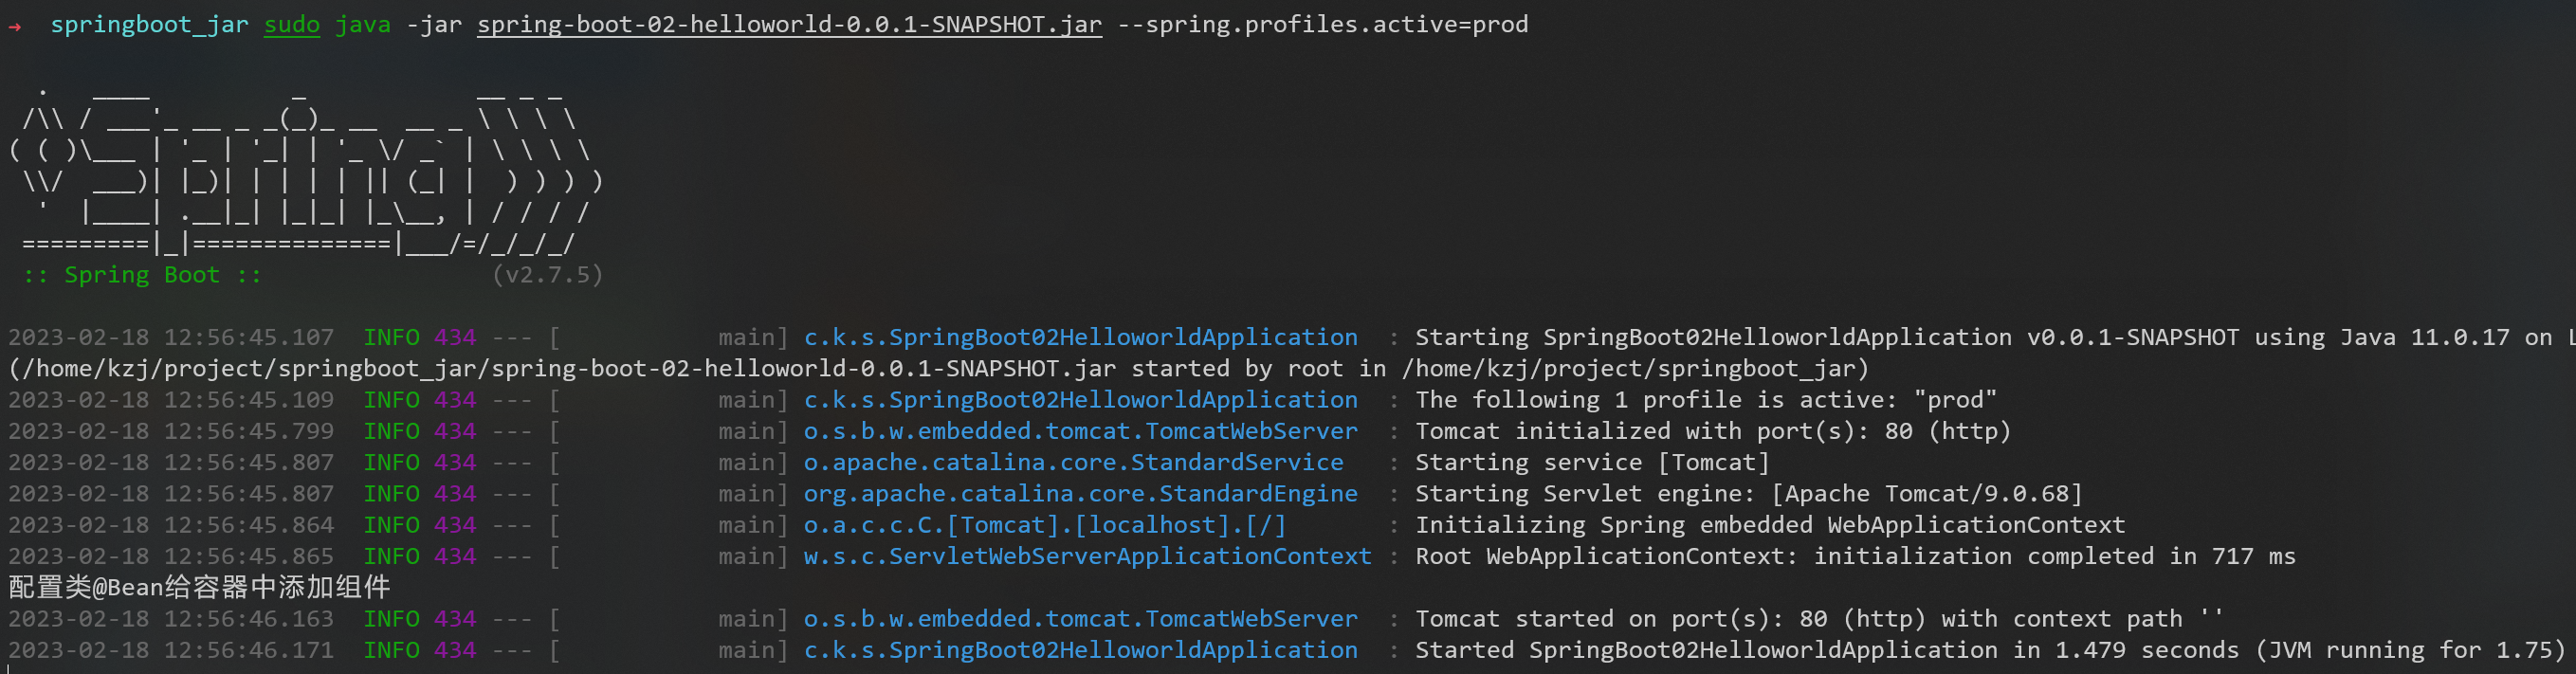 →  springboot_jar sudo java -jar spring-boot-02-helloworld-0.0.1-SNAPSHOT.jar --spring.profiles.active=prod

  .   ____          _            __ _ _
 /\\ / ___'_ __ _ _(_)_ __  __ _ \ \ \ \
( ( )\___ | '_ | '_| | '_ \/ _` | \ \ \ \
 \\/  ___)| |_)| | | | | || (_| |  ) ) ) )
  '  |____| .__|_| |_|_| |_\__, | / / / /
 =========|_|==============|___/=/_/_/_/
 :: Spring Boot ::                (v2.7.5)

2023-02-18 12:56:45.107  INFO 434 --- [           main] c.k.s.SpringBoot02HelloworldApplication  : Starting SpringBoot02HelloworldApplication v0.0.1-SNAPSHOT using Java 11.0.17 on
(/home/kzj/project/springboot_jar/spring-boot-02-helloworld-0.0.1-SNAPSHOT.jar started by root in /home/kzj/project/springboot_jar)
2023-02-18 12:56:45.109  INFO 434 --- [           main] c.k.s.SpringBoot02HelloworldApplication  : The following 1 profile is active: "prod"
2023-02-18 12:56:45.799  INFO 434 --- [           main] o.s.b.w.embedded.tomcat.TomcatWebServer  : Tomcat initialized with port(s): 80 (http)
2023-02-18 12:56:45.807  INFO 434 --- [           main] o.apache.catalina.core.StandardService   : Starting service [Tomcat]
2023-02-18 12:56:45.807  INFO 434 --- [           main] org.apache.catalina.core.StandardEngine  : Starting Servlet engine: [Apache Tomcat/9.0.68]
2023-02-18 12:56:45.864  INFO 434 --- [           main] o.a.c.c.C.[Tomcat].[localhost].[/]       : Initializing Spring embedded WebApplicationContext
2023-02-18 12:56:45.865  INFO 434 --- [           main] w.s.c.ServletWebServerApplicationContext : Root WebApplicationContext: initialization completed in 717 ms
配置类@Bean给容器中添加组件
2023-02-18 12:56:46.163  INFO 434 --- [           main] o.s.b.w.embedded.tomcat.TomcatWebServer  : Tomcat started on port(s): 80 (http) with context path ''
2023-02-18 12:56:46.171  INFO 434 --- [           main] c.k.s.SpringBoot02HelloworldApplication  : Started SpringBoot02HelloworldApplication in 1.479 seconds (JVM running for 1.75)